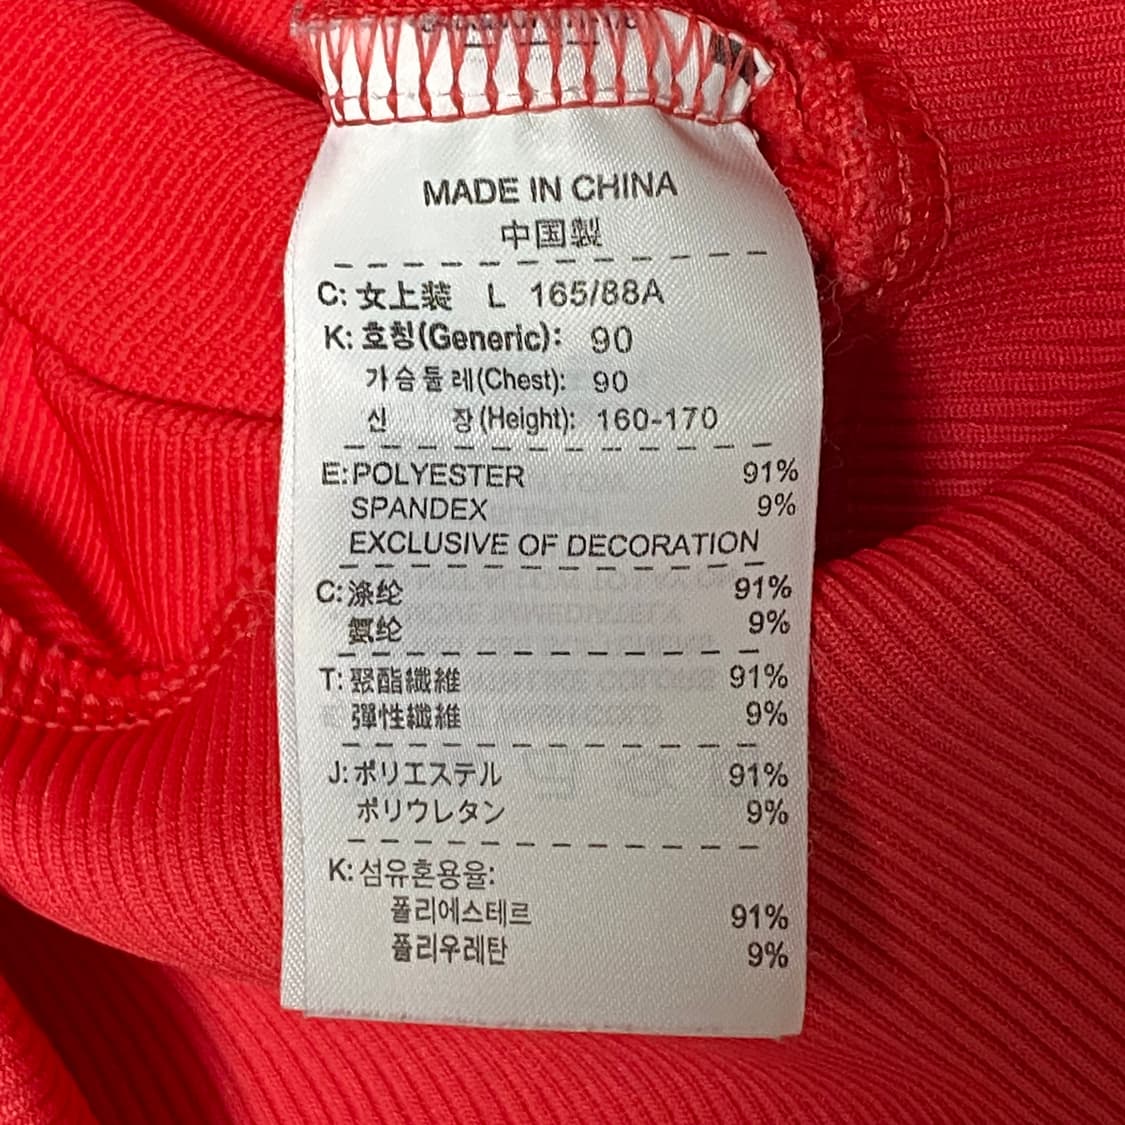 MADE IN CHINA
中国製
C: 女上装 L 165/88A
K: 호칭(Generic): 90
가슴둘레(Chest): 90
신 장(Height): 160-170
E:POLYESTER 91%
SPANDEX 9%
EXCLUSIVE OF DECORATION
C:涤纶 91%
氨纶 9%
T: 聚酯纖維 91%
彈性纖維 9%
J:ポリエステル 91%
ポリウレタン 9%
K:섬유혼용율:
폴리에스테르 91%
폴리우레탄 9%